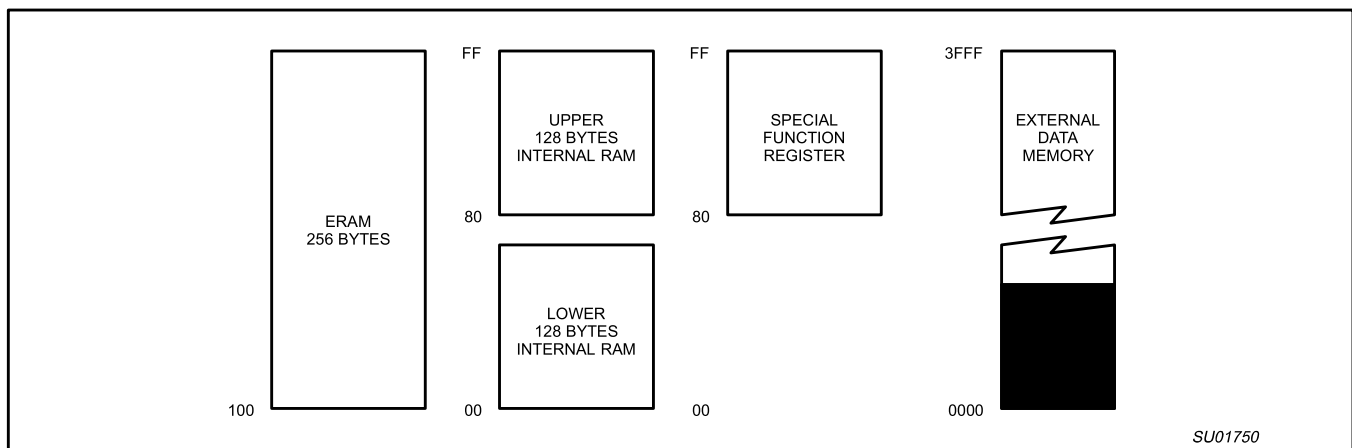 FF
FF
3FFF
UPPER
128 BYTES
INTERNAL RAM
SPECIAL
FUNCTION
REGISTER
EXTERNAL
DATA
MEMORY
ERAM
256 BYTES
80
80
LOWER
128 BYTES
INTERNAL RAM
100
00
00
0000
SU01750